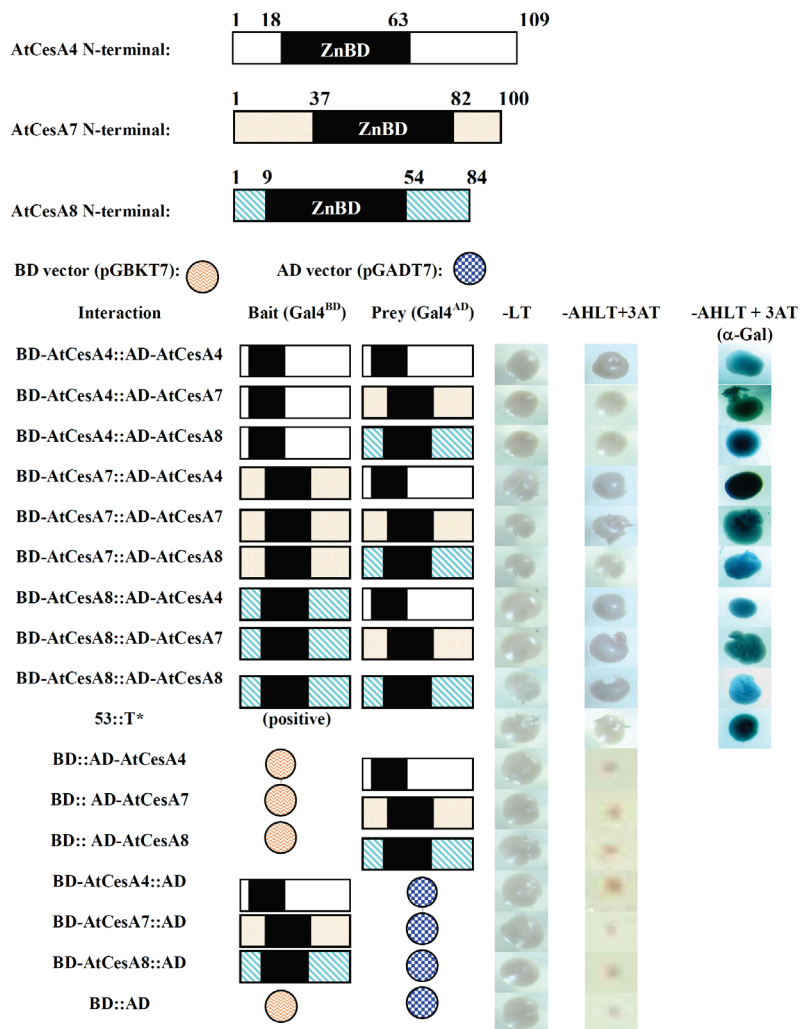 1 18 63 109
AtCesA4 N-terminal: ZnBD
1 37 82 100
AtCesA7 N-terminal: ZnBD
1 9 54 84
AtCesA8 N-terminal: ZnBD
BD vector (pGBKT7): AD vector (pGADT7):
Interaction Bait (Gal4BD) Prey (Gal4AD) -LT -AHLT+3AT -AHLT + 3AT
(α-Gal)
BD-AtCesA4::AD-AtCesA4
BD-AtCesA4::AD-AtCesA7
BD-AtCesA4::AD-AtCesA8
BD-AtCesA7::AD-AtCesA4
BD-AtCesA7::AD-AtCesA7
BD-AtCesA7::AD-AtCesA8
BD-AtCesA8::AD-AtCesA4
BD-AtCesA8::AD-AtCesA7
BD-AtCesA8::AD-AtCesA8
53::T* (positive)
BD::AD-AtCesA4
BD:: AD-AtCesA7
BD:: AD-AtCesA8
BD-AtCesA4::AD
BD-AtCesA7::AD
BD-AtCesA8::AD
BD::AD